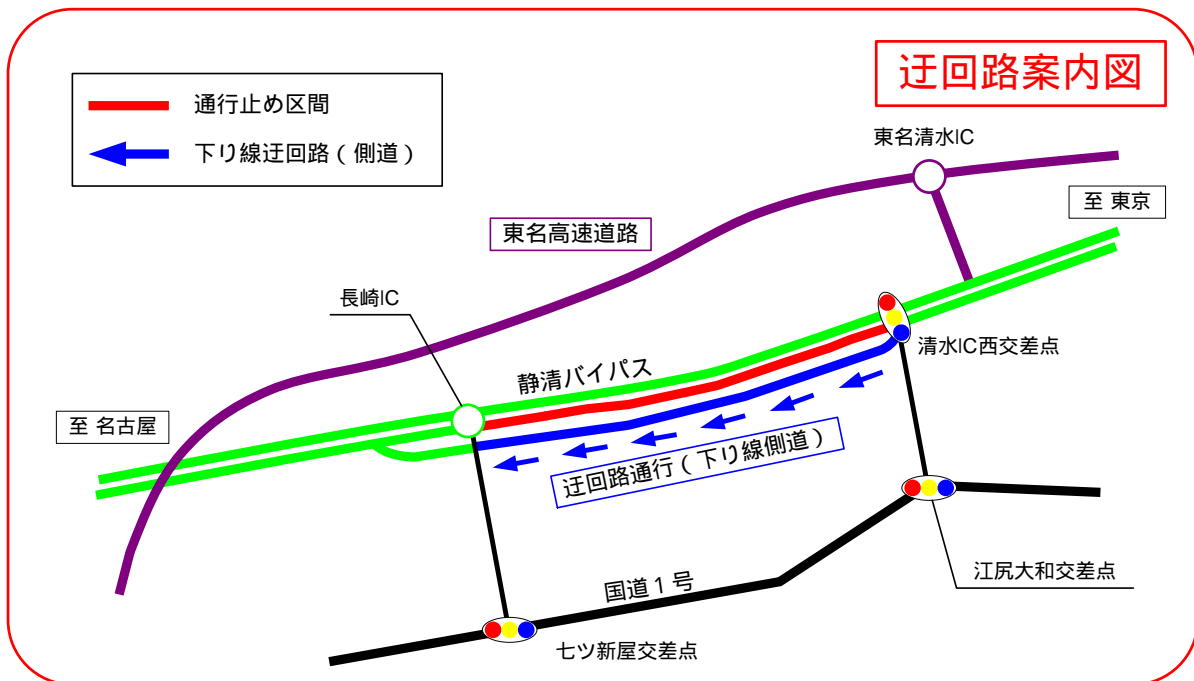 迂回路案内図
通行止め区間
下り線迂回路（側道）
東名清水IC
至 東京
東名高速道路
長崎IC
清水IC西交差点
静清バイパス
至 名古屋
迂回路通行（下り線側道）
江尻大和交差点
国道１号
七ツ新屋交差点